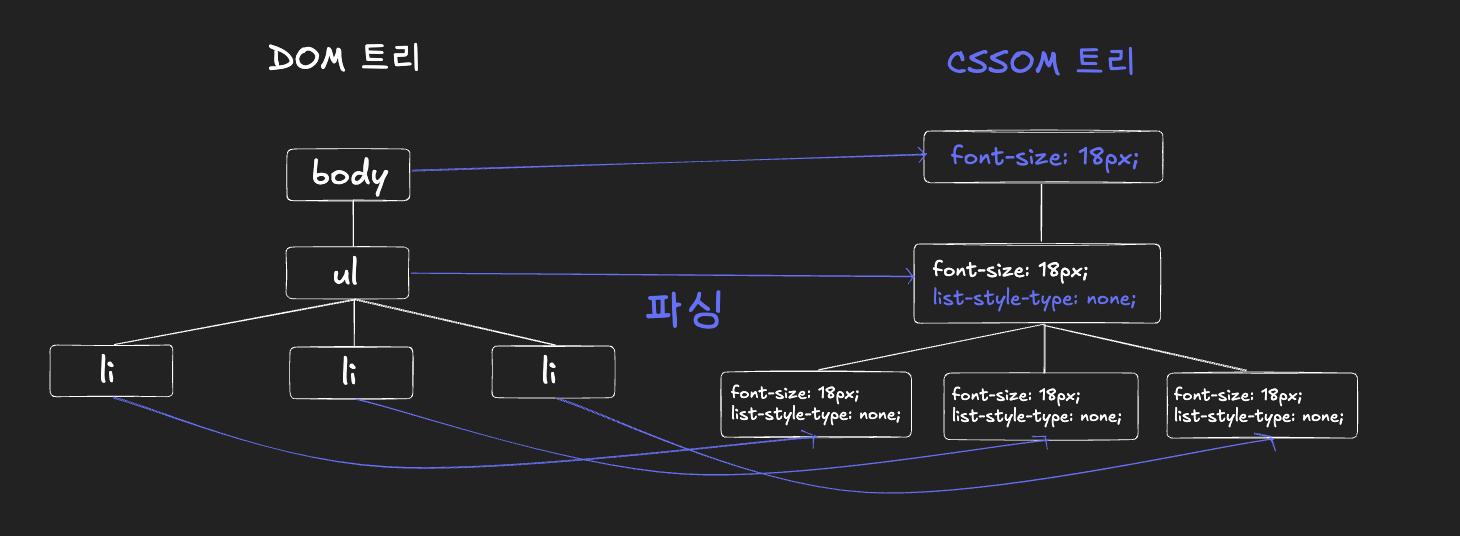 DOM 트리
CSSOM 트리
body
font-size: 18px;
ul
font-size: 18px;
list-style-type: none;
파싱
li
li
li
font-size: 18px;
list-style-type: none;
font-size: 18px;
list-style-type: none;
font-size: 18px;
list-style-type: none;